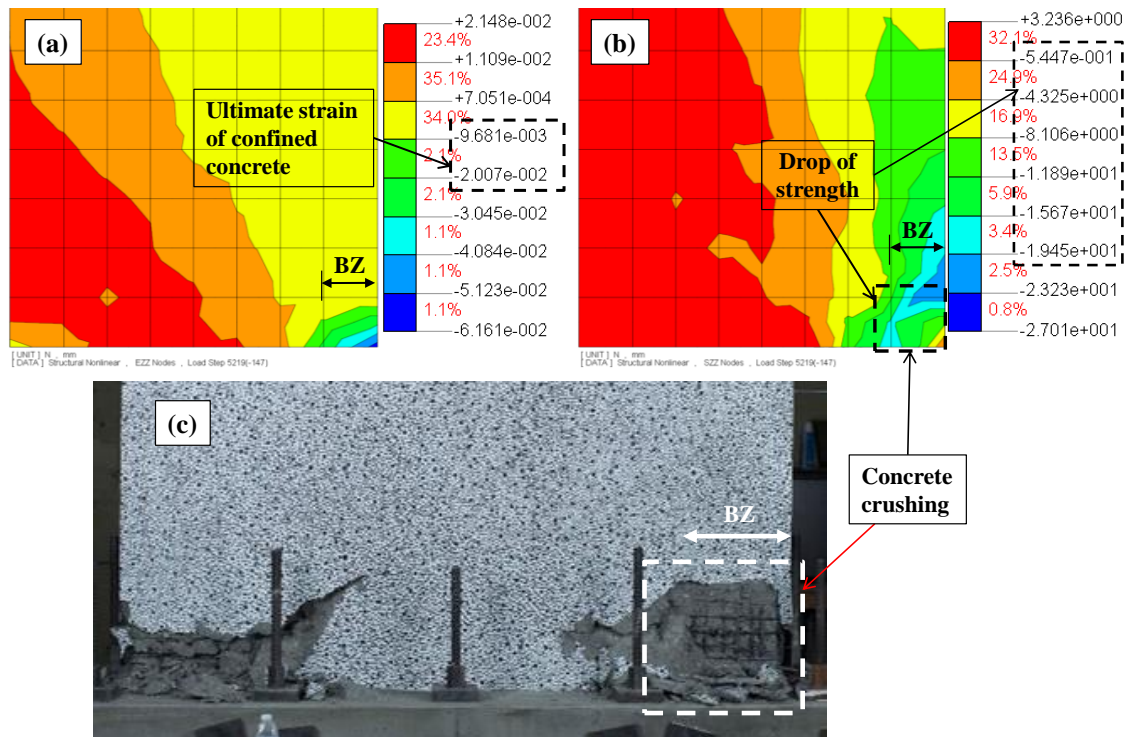 (a)
Ultimate strain
of confined
concrete
BZ
+2.148e-002
23.4%
+1.109e-002
35.1%
+7.051e-004
34.0%
-9.681e-003
2.1%
-2.007e-002
2.1%
-3.045e-002
1.1%
-4.084e-002
1.1%
-5.123e-002
1.1%
-6.161e-002
[ UNIT ] N , mm
[ DATA ] Structural Nonlinear , EZZ Nodes , Load Step 5219(-147)
(b)
Drop of
strength
BZ
+3.236e+000
32.1%
-5.447e-001
24.9%
-4.325e+000
16.9%
-8.106e+000
13.5%
-1.189e+001
5.9%
-1.567e+001
3.4%
-1.945e+001
2.5%
-2.323e+001
0.8%
-2.701e+001
[ UNIT ] N , mm
[ DATA ] Structural Nonlinear , SZZ Nodes , Load Step 5219(-147)
(c)
BZ
Concrete
crushing